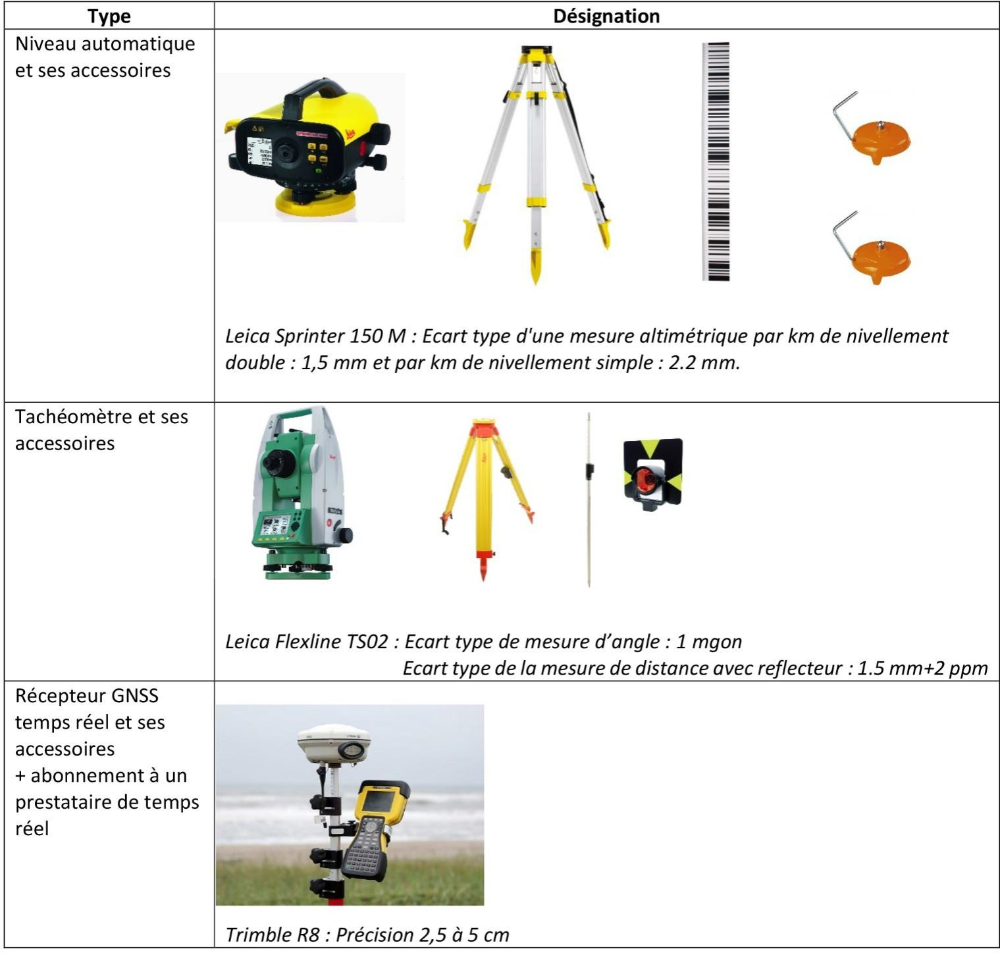 Type
Désignation
Niveau automatique
et ses accessoires
Leica
Leica Sprinter 150 M : Ecart type d'une mesure altimétrique par km de nivellement
double : 1,5 mm et par km de nivellement simple : 2.2 mm.
Tachéomètre et ses
accessoires
Leica Flexline TS02 : Ecart type de mesure d’angle : 1 mgon
Ecart type de la mesure de distance avec reflecteur : 1.5 mm+2 ppm
Récepteur GNSS
temps réel et ses
accessoires
+ abonnement à un
prestataire de temps
réel
Trimble R8 : Précision 2,5 à 5 cm